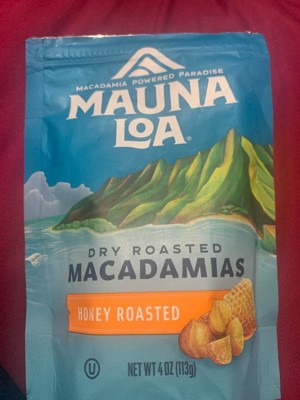 MACADAMIA POWERED PARADISE
MAUNA
LOA®
DRY ROASTED
MACADAMIAS
HONEY ROASTED
U
NET WT 4 OZ (113g)